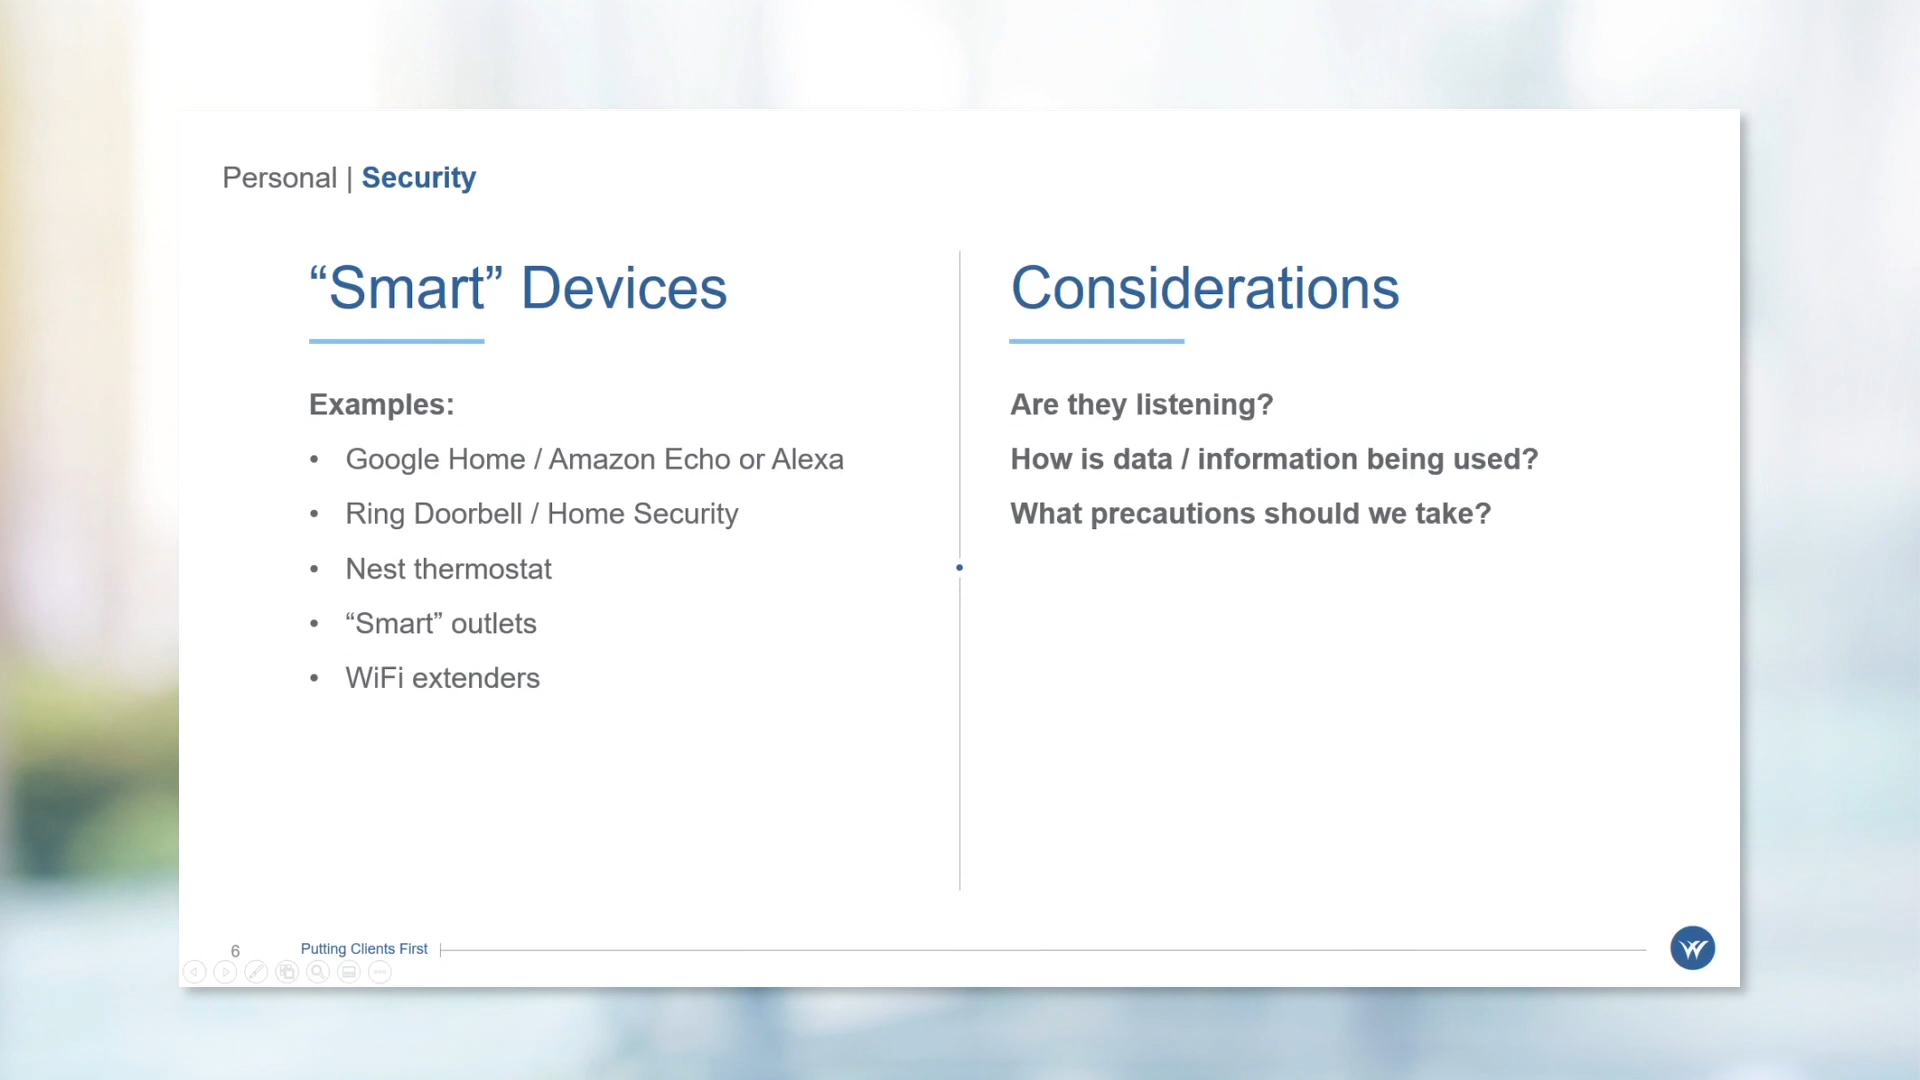 Personal | Security
“Smart” Devices
Examples:
• Google Home / Amazon Echo or Alexa
• Ring Doorbell / Home Security
• Nest thermostat
• “Smart” outlets
• WiFi extenders
Considerations
Are they listening?
How is data / information being used?
What precautions should we take?
6
Putting Clients First
W